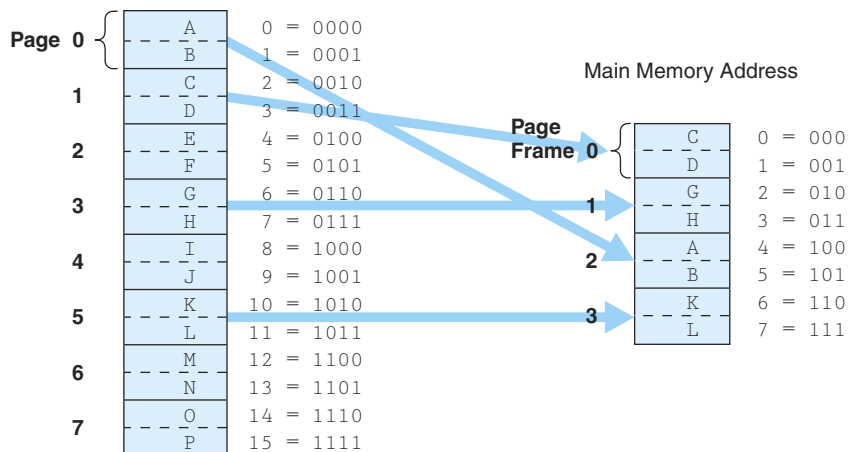 Page 0
A 0 = 0000
B 1 = 0001
1
C 2 = 0010
D 3 = 0011
2
E 4 = 0100
F 5 = 0101
3
G 6 = 0110
H 7 = 0111
4
I 8 = 1000
J 9 = 1001
5
K 10 = 1010
L 11 = 1011
6
M 12 = 1100
N 13 = 1101
7
O 14 = 1110
P 15 = 1111
Main Memory Address
Page
Frame 0
C 0 = 000
D 1 = 001
1
G 2 = 010
H 3 = 011
2
A 4 = 100
B 5 = 101
3
K 6 = 110
L 7 = 111